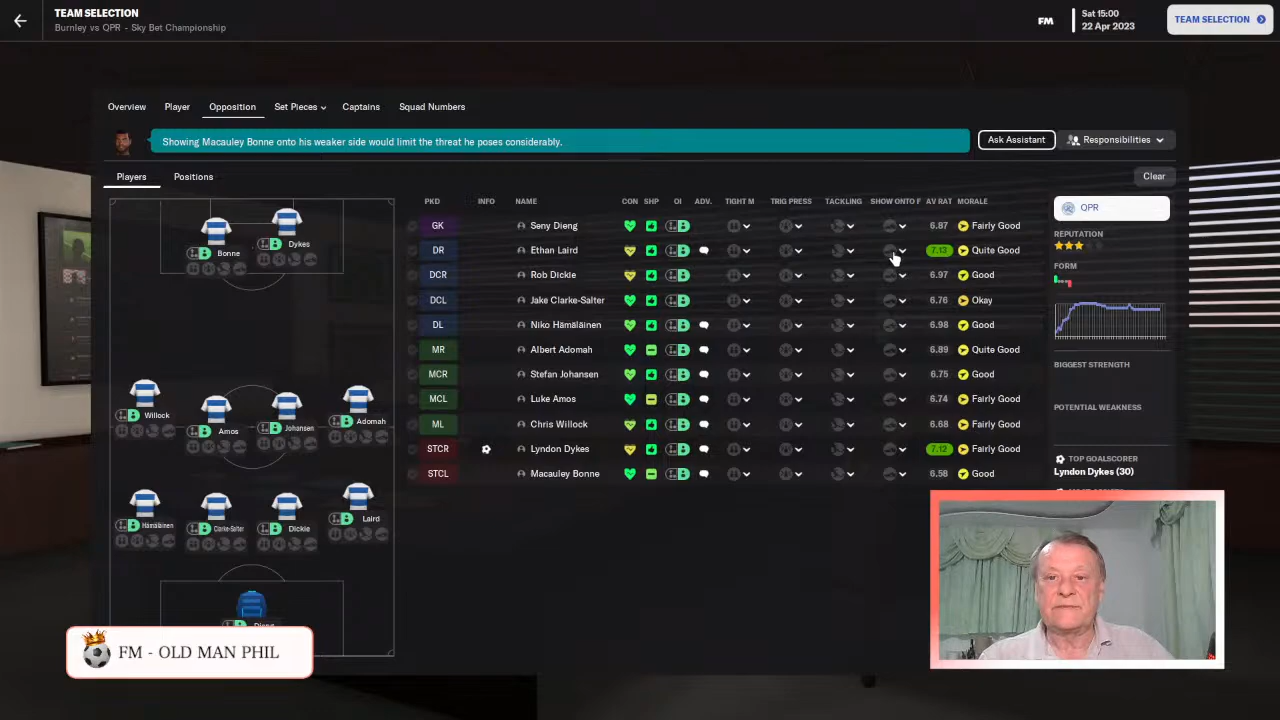 TEAM SELECTION
Burnley vs QPR - Sky Bet Championship
FM
Sat 15:00
22 Apr 2023
TEAM SELECTION
Overview Player Opposition Set Pieces Captains Squad Numbers
Showing Macauley Bonne onto his weaker side would limit the threat he poses considerably.
Ask Assistant
Responsibilities
Players Positions
Clear
PKD INFO NAME CON SHP OI ADV. TIGHT M TRIG PRESS TACKLING SHOW ONTO F AV RAT MORALE
GK Seny Dieng 6.87 Fairly Good
DR Ethan Laird 7.13 Quite Good
DCR Rob Dickie 6.97 Good
DCL Jake Clarke-Salter 6.76 Okay
DL Niko Hämäläinen 6.98 Good
MR Albert Adomah 6.89 Quite Good
MCR Stefan Johansen 6.75 Good
MCL Luke Amos 6.74 Fairly Good
ML Chris Willock 6.68 Fairly Good
STCR Lyndon Dykes 7.12 Fairly Good
STCL Macauley Bonne 6.58 Good
Bonne
Dykes
Willock
Amos
Johansen
Adomah
Hämäläinen
Clarke-Salter
Dickie
Laird
QPR
REPUTATION
FORM
BIGGEST STRENGTH
POTENTIAL WEAKNESS
TOP GOALSCORER
Lyndon Dykes (30)
FM - OLD MAN PHIL